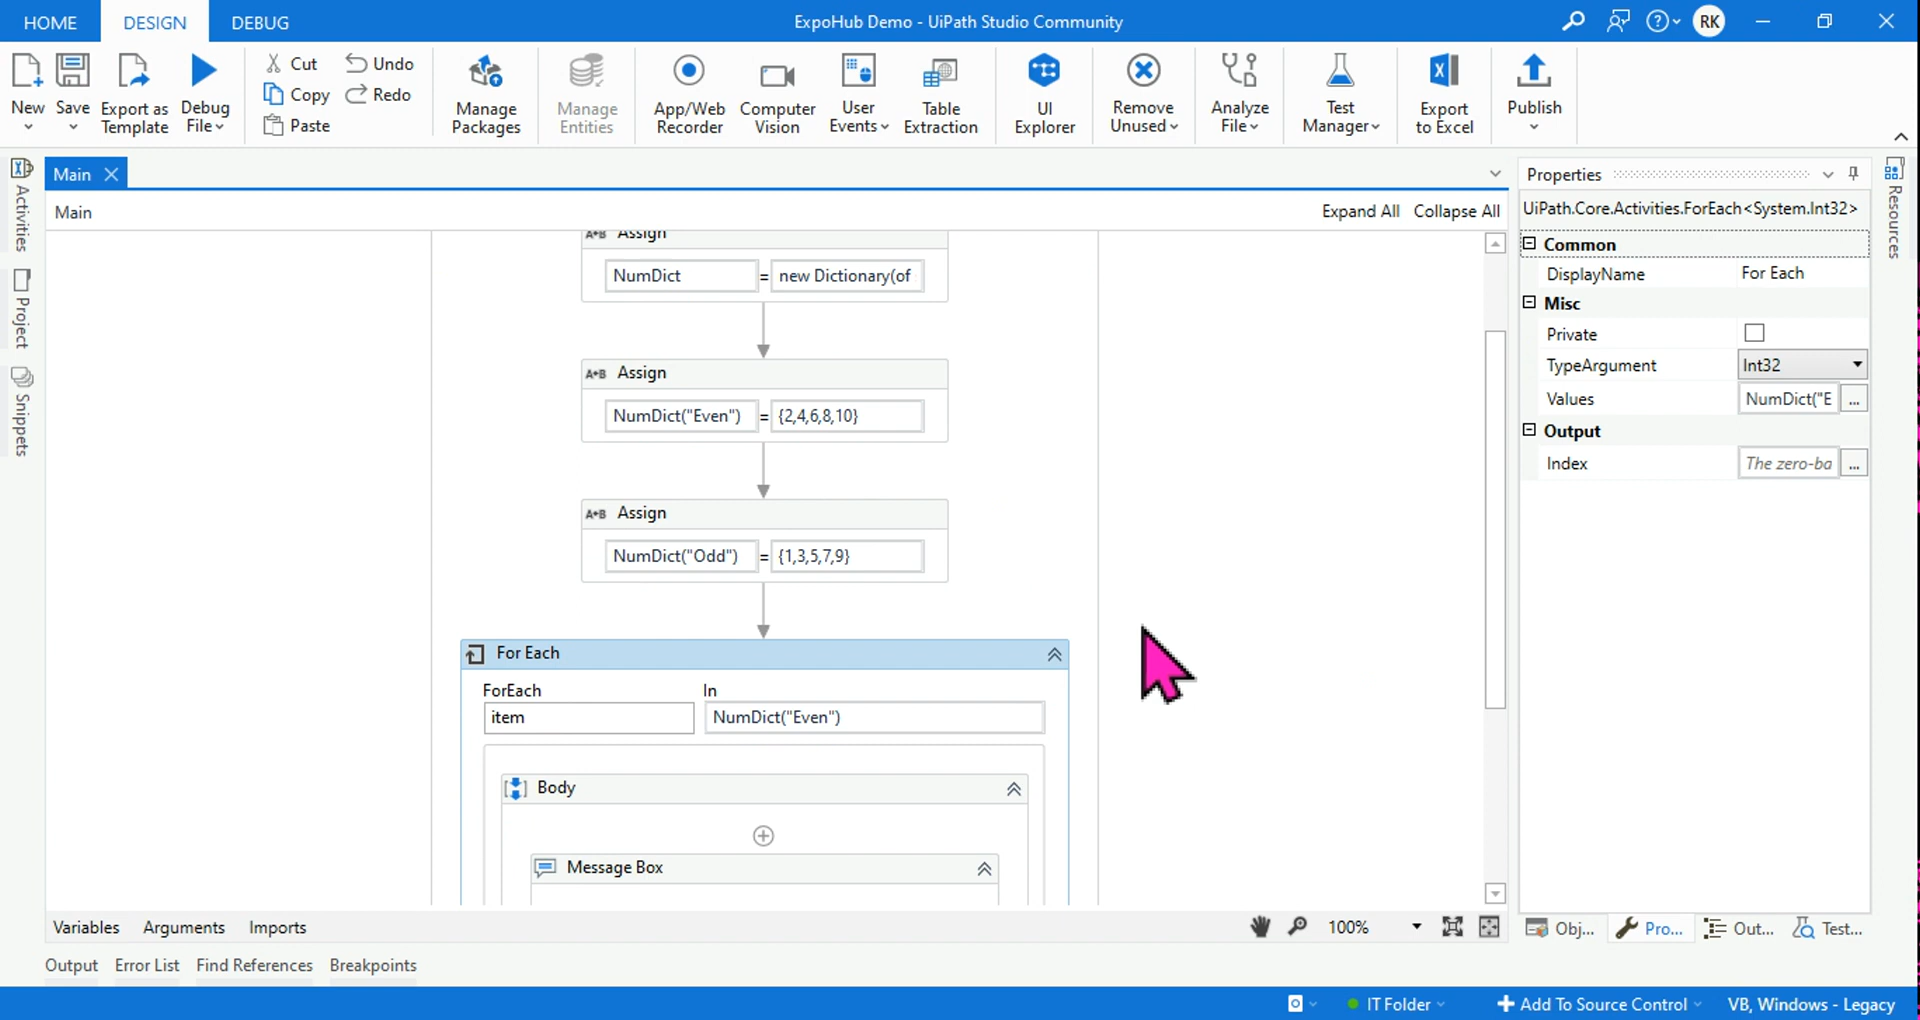 HOME DESIGN DEBUG ExpoHub Demo - UiPath Studio Community RK
New Save Export as Template Debug File Cut Copy Paste Undo Redo Manage Packages Manage Entities App/Web Recorder Computer Vision User Events Table Extraction UI Explorer Remove Unused Analyze File Test Manager Export to Excel Publish
Activities
Project
Snippets
Resources
Main
Main Expand All Collapse All
A+B Assign
NumDict = new Dictionary(of
A+B Assign
NumDict("Even") = {2,4,6,8,10}
A+B Assign
NumDict("Odd") = {1,3,5,7,9}
For Each
ForEach In
item NumDict("Even")
Body
Message Box
Properties
UiPath.Core.Activities.ForEach<System.Int32>
Common
DisplayName For Each
Misc
Private
TypeArgument Int32
Values NumDict("E ...
Output
Index The zero-ba ...
Variables Arguments Imports 100%
Obj... Pro... Out... Test...
Output Error List Find References Breakpoints
IT Folder Add To Source Control VB, Windows - Legacy